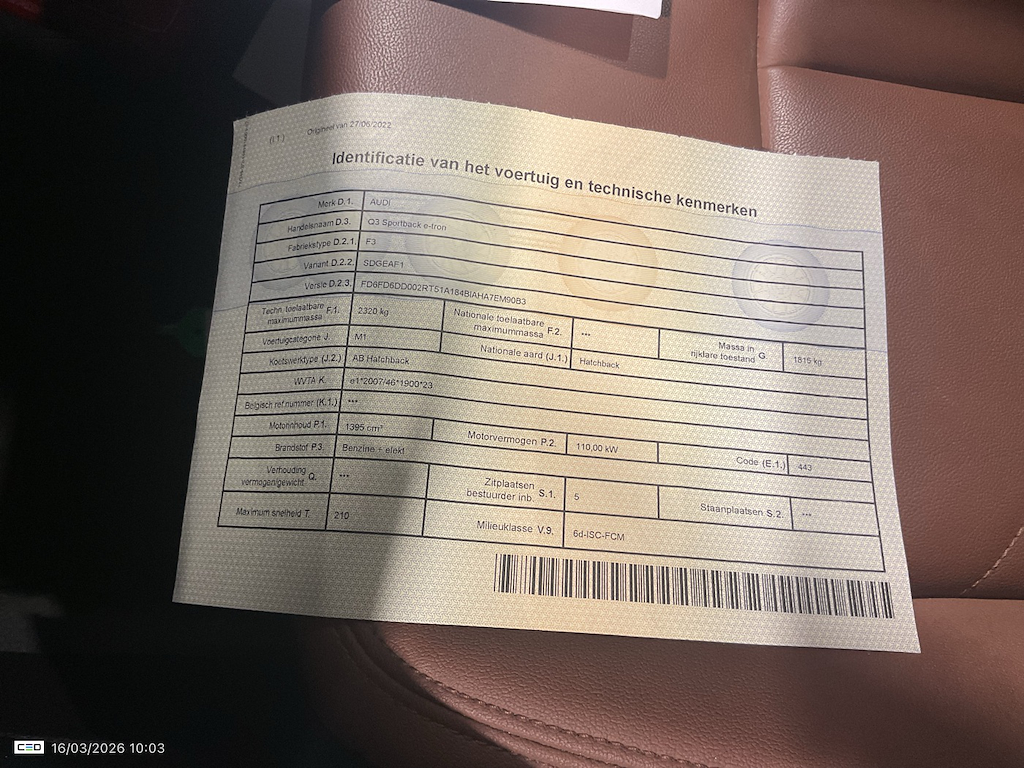 (I.T.) Origineel van 27/06/2022
Identificatie van het voertuig en technische kenmerken
Merk D.1. AUDI
Handelsnaam D.3. Q3 Sportback e-tron
Fabriekstype D.2.1. F3
Variant D.2.2. SDGEAF1
Versie D.2.3. FD6FD6DD002RT51A184BIAHA7EM90B3
Techn. toelaatbare maximummassa F.1. 2320 kg Nationale toelaatbare maximummassa F.2. *** Massa in rijklare toestand G. 1815 kg
Voertuigcategorie J. M1 Nationale aard (J.1.) Hatchback
Koetswerktype (J.2.) AB Hatchback
WVTA K. e1*2007/46*1900*23
Belgisch ref.nummer (K.1.) ***
Motorinhoud P.1. 1395 cm³ Motorvermogen P.2. 110,00 kW Code (E.1.) 443
Brandstof P.3. Benzine + elekt
Verhouding vermogen/gewicht Q. *** Zitplaatsen bestuurder inb. S.1. 5 Staanplaatsen S.2. ***
Maximum snelheid T. 210 Milieuklasse V.9. 6d-ISC-FCM
CEO 16/03/2026 10:03